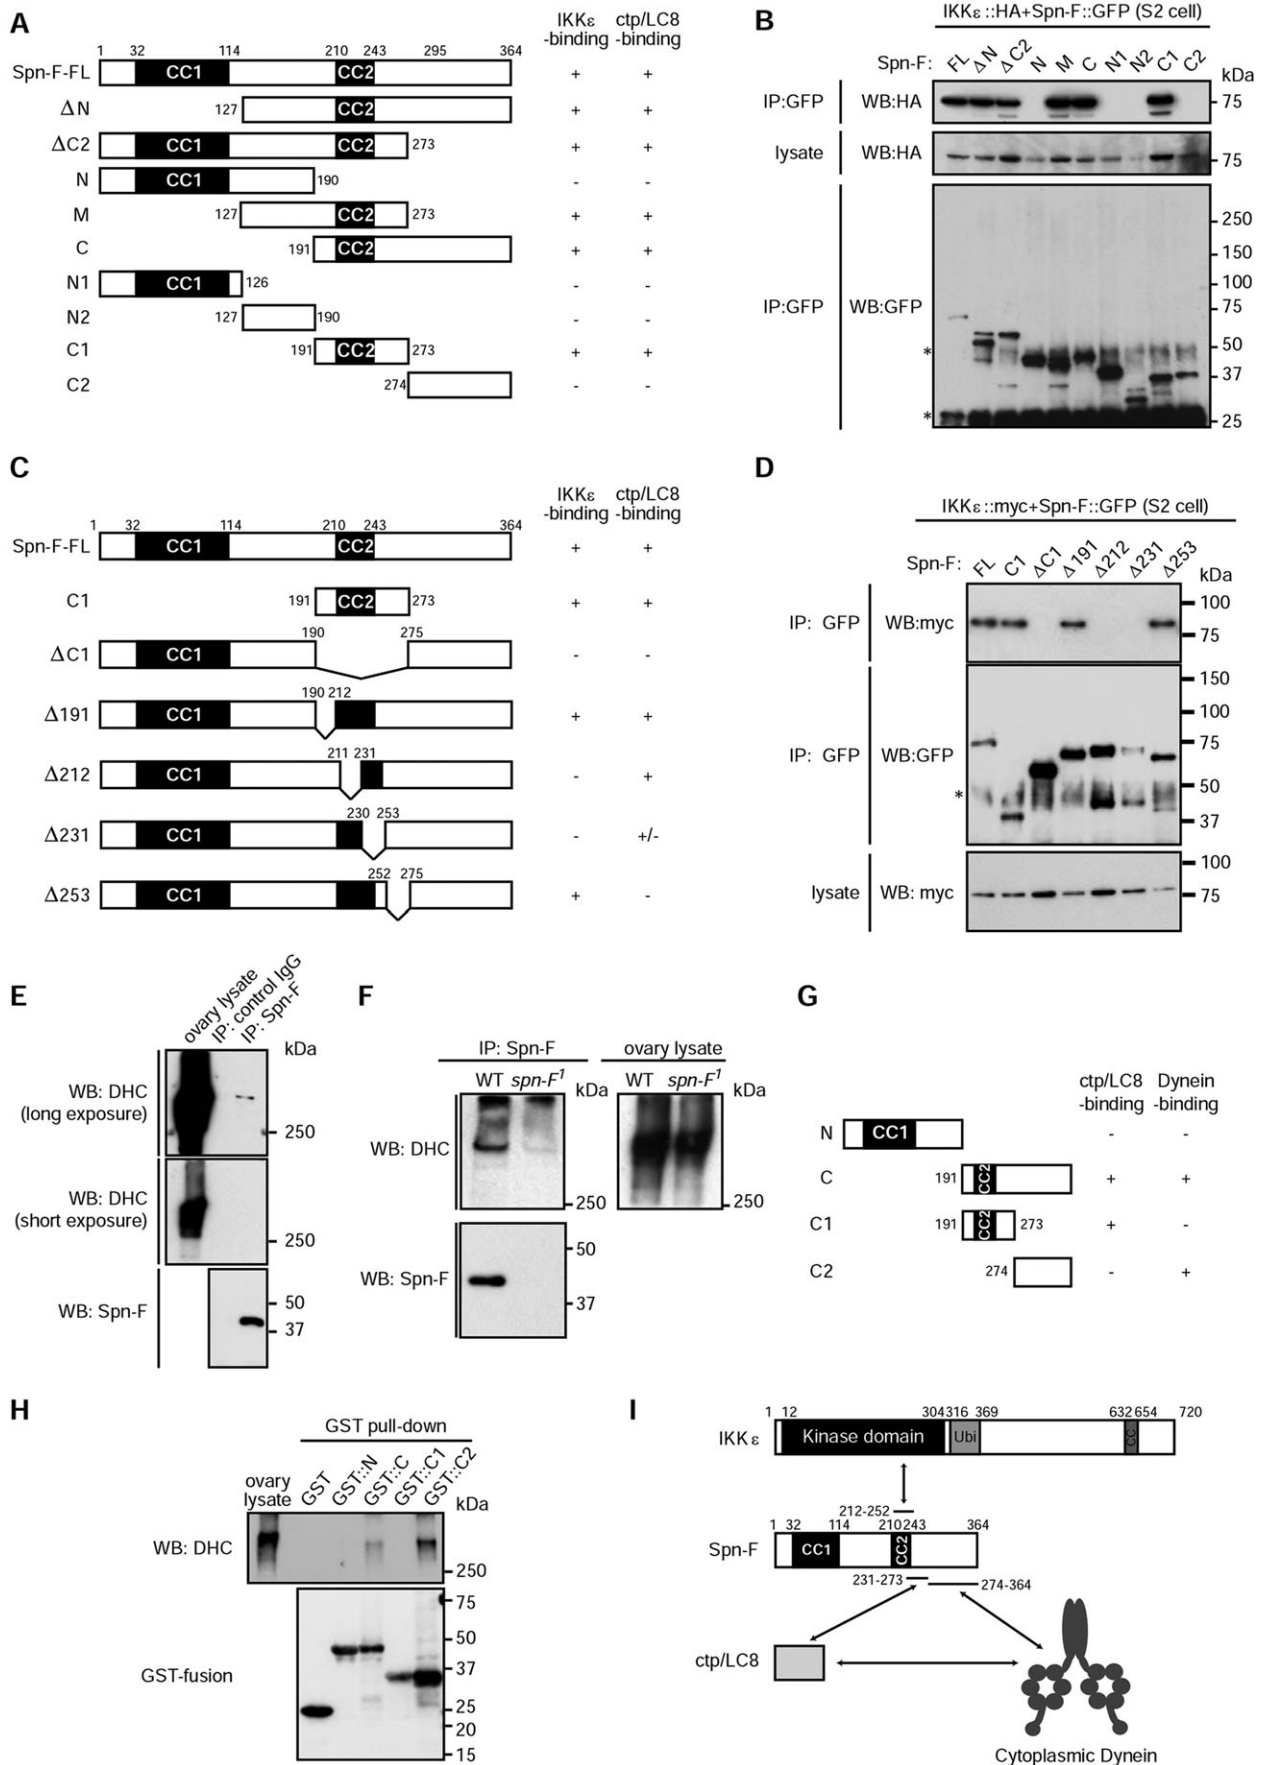 A
IKKε ctp/LC8
-binding -binding
1 32 114 210 243 295 364
Spn-F-FL CC1 CC2 + +
ΔN 127 CC2 + +
ΔC2 CC1 CC2 273 + +
N CC1 190 - -
M 127 CC2 273 + +
C 191 CC2 + +
N1 CC1 126 - -
N2 127 190 - -
C1 191 CC2 273 + +
C2 274 - -
B
IKKε::HA+Spn-F::GFP (S2 cell)
Spn-F: FL ΔN ΔC2 N M C N1 N2 C1 C2
kDa
IP:GFP WB:HA 75
lysate WB:HA 75
IP:GFP WB:GFP
250
150
100
75
* 50
37
* 25
C
IKKε ctp/LC8
-binding -binding
1 32 114 210 243 364
Spn-F-FL CC1 CC2 + +
C1 191 CC2 273 + +
190 275
ΔC1 CC1 - -
190 212
Δ191 CC1 + +
211 231
Δ212 CC1 - +
230 253
Δ231 CC1 - +/-
252 275
Δ253 CC1 + -
D
IKKε::myc+Spn-F::GFP (S2 cell)
Spn-F: FL C1 ΔC1 Δ191 Δ212 Δ231 Δ253
kDa
IP: GFP WB:myc
100
75
IP: GFP WB:GFP
150
100
75
50
*
37
lysate WB: myc
100
75
E
ovary lysate
IP: control IgG
IP: Spn-F
kDa
WB: DHC
(long exposure)
250
WB: DHC
(short exposure)
250
WB: Spn-F
50
37
F
IP: Spn-F ovary lysate
WT spn-F1 kDa WT spn-F1 kDa
WB: DHC
250 250
WB: Spn-F
50
37
G
ctp/LC8 Dynein
-binding -binding
N CC1 - -
C 191 CC2 + +
C1 191 CC2 273 + -
C2 274 - +
H
GST pull-down
ovary
lysate
GST GST::N GST::C GST::C1 GST::C2
kDa
WB: DHC
250
GST-fusion
75
50
37
25
20
15
I
1 12 304 316 369 632 654 720
IKK ε Kinase domain Ubi CC
212-252
1 32 114 210 243 364
Spn-F CC1 CC2
231-273 274-364
ctp/LC8
Cytoplasmic Dynein